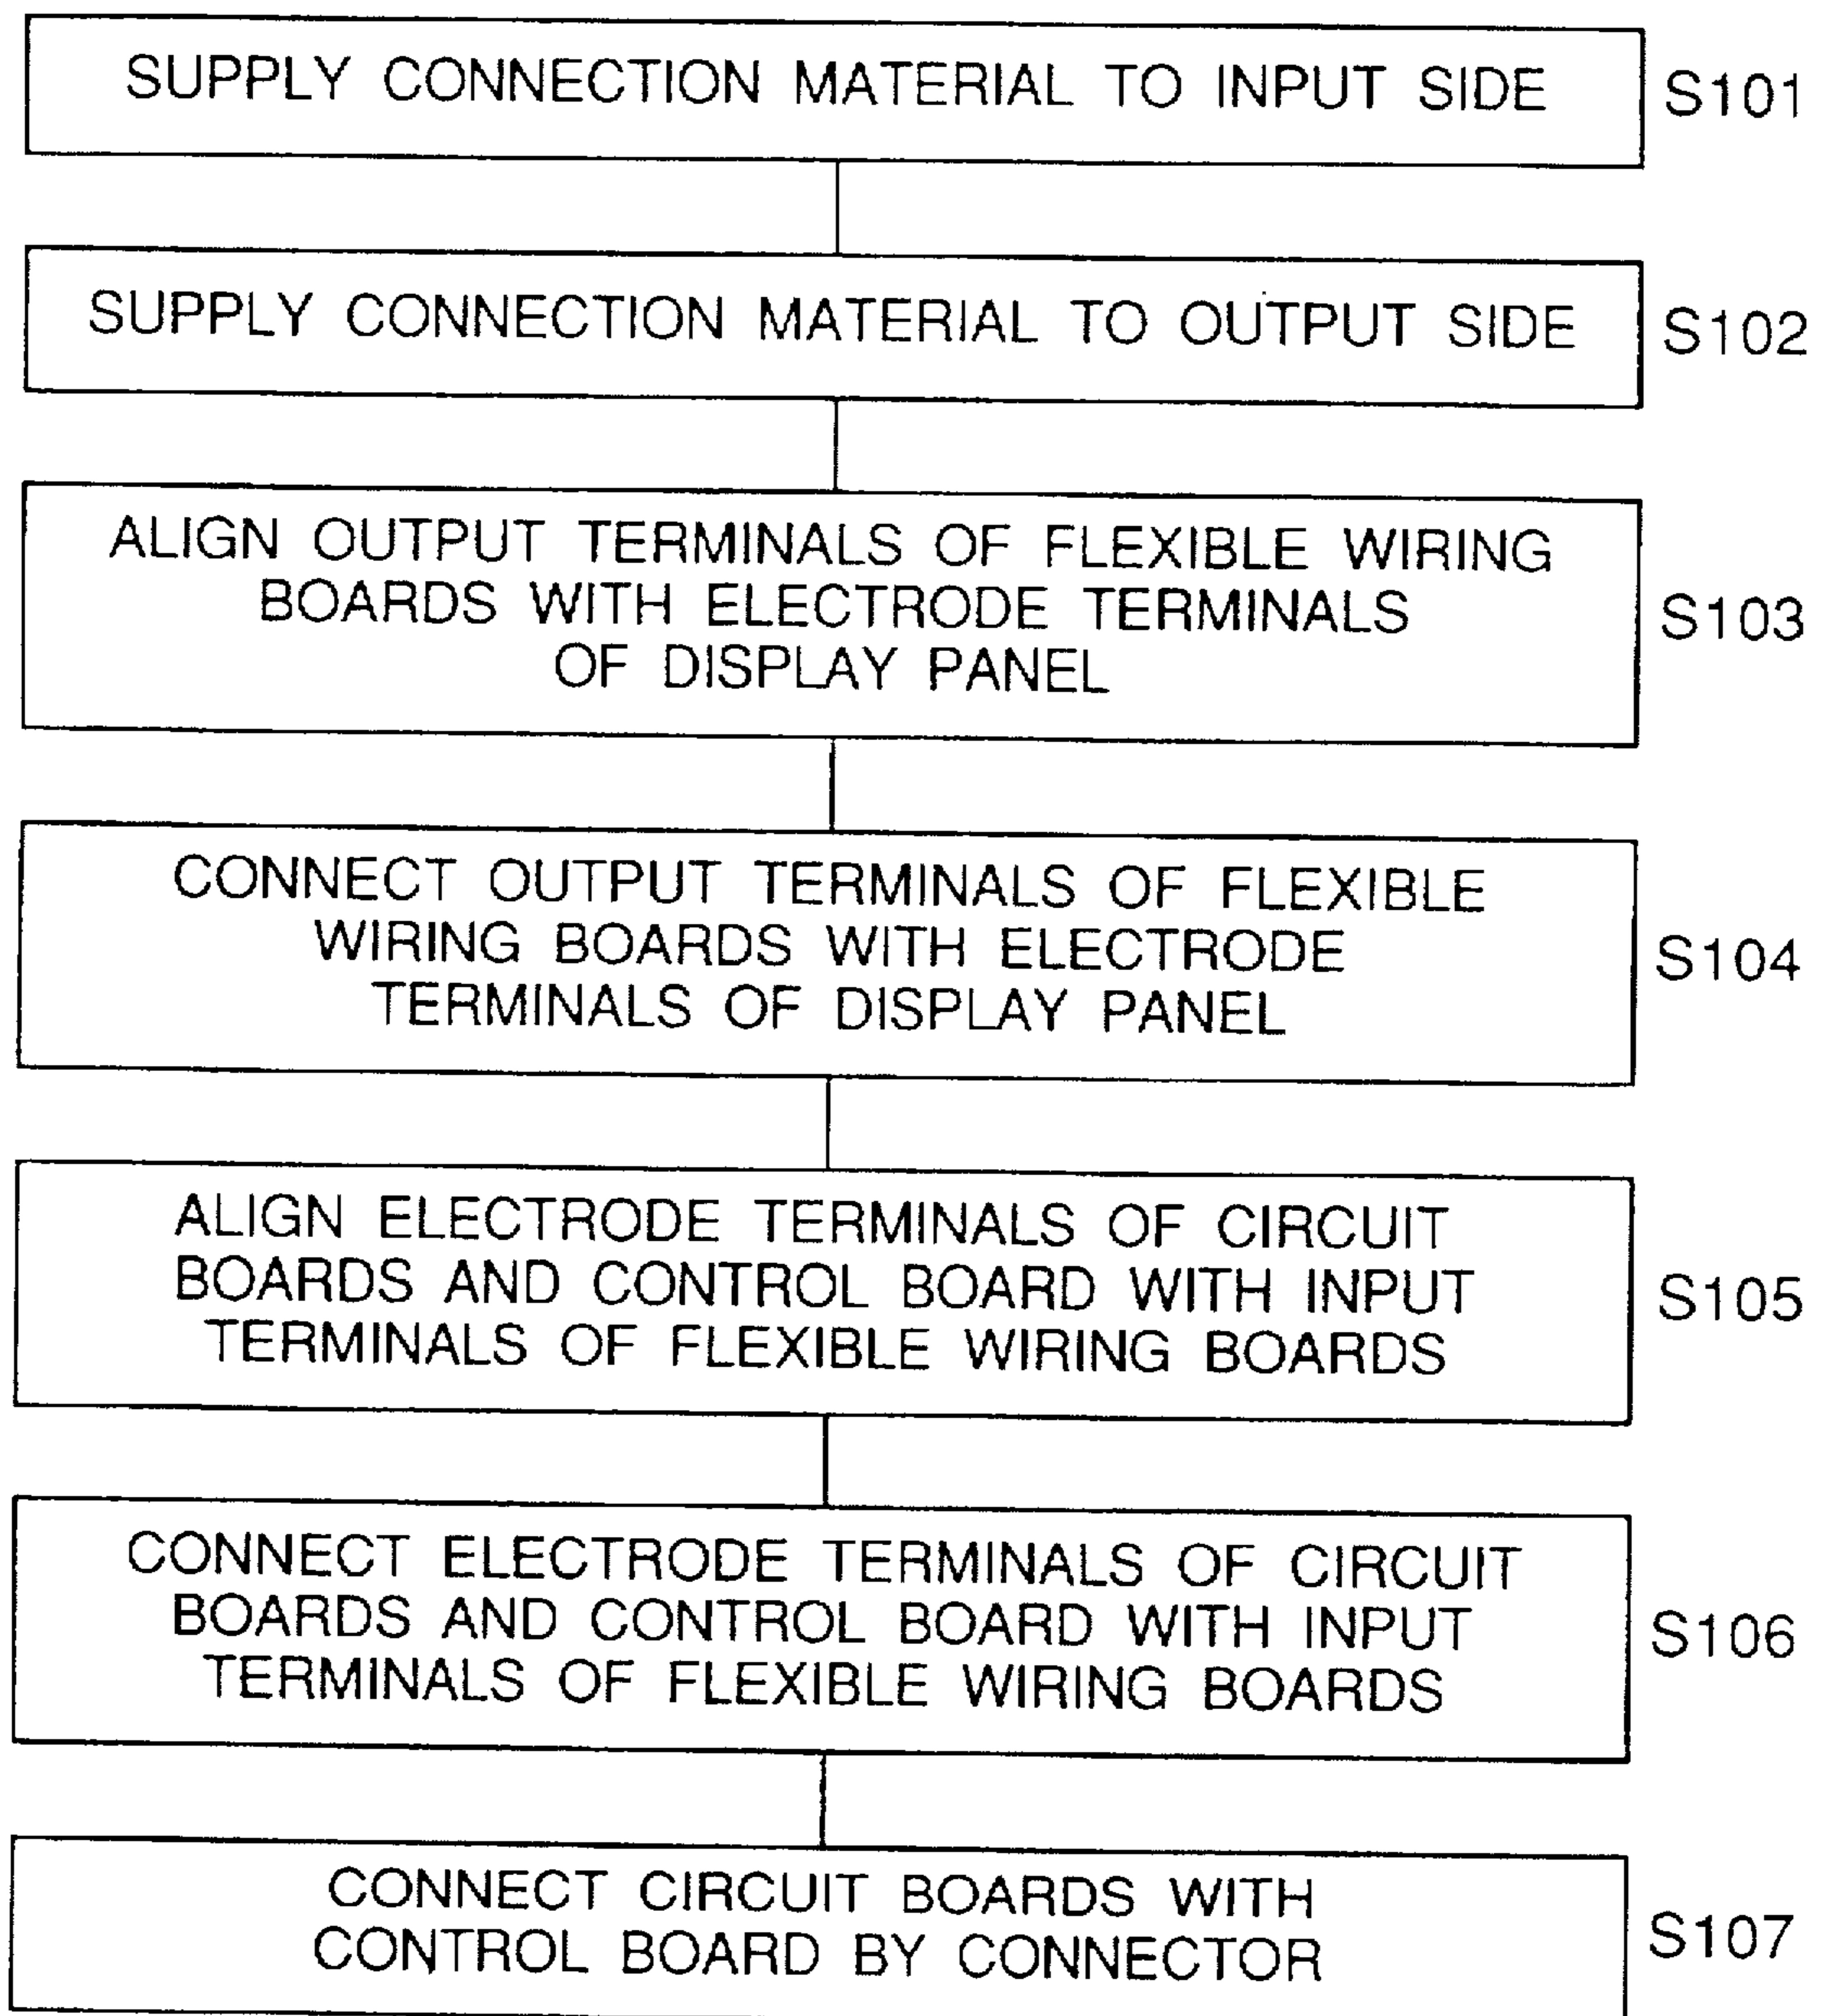 SUPPLY CONNECTION MATERIAL TO INPUT SIDE
S101
SUPPLY CONNECTION MATERIAL TO OUTPUT SIDE
S102
ALIGN OUTPUT TERMINALS OF FLEXIBLE WIRING
BOARDS WITH ELECTRODE TERMINALS
OF DISPLAY PANEL
S103
CONNECT OUTPUT TERMINALS OF FLEXIBLE
WIRING BOARDS WITH ELECTRODE
TERMINALS OF DISPLAY PANEL
S104
ALIGN ELECTRODE TERMINALS OF CIRCUIT
BOARDS AND CONTROL BOARD WITH INPUT
TERMINALS OF FLEXIBLE WIRING BOARDS
S105
CONNECT ELECTRODE TERMINALS OF CIRCUIT
BOARDS AND CONTROL BOARD WITH INPUT
TERMINALS OF FLEXIBLE WIRING BOARDS
S106
CONNECT CIRCUIT BOARDS WITH
CONTROL BOARD BY CONNECTOR
S107